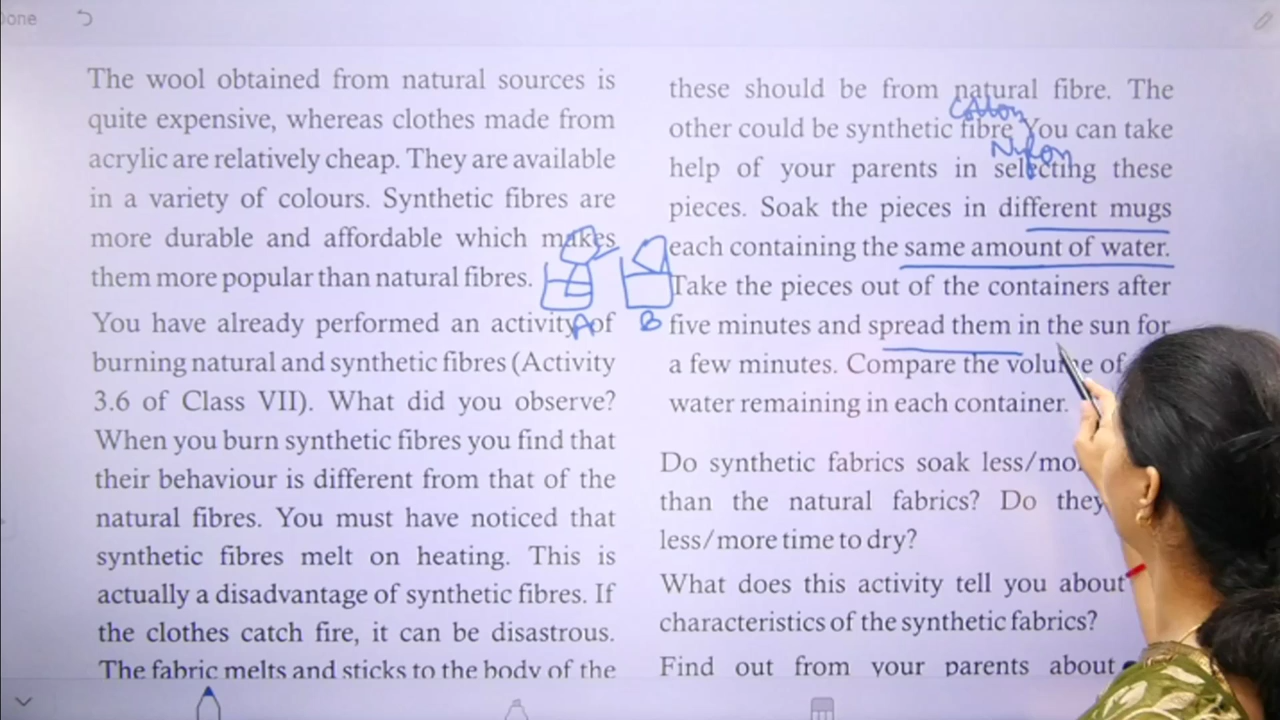 one
The wool obtained from natural sources is
quite expensive, whereas clothes made from
acrylic are relatively cheap. They are available
in a variety of colours. Synthetic fibres are
more durable and affordable which makes
them more popular than natural fibres.
You have already performed an activity of
burning natural and synthetic fibres (Activity
3.6 of Class VII). What did you observe?
When you burn synthetic fibres you find that
their behaviour is different from that of the
natural fibres. You must have noticed that
synthetic fibres melt on heating. This is
actually a disadvantage of synthetic fibres. If
the clothes catch fire, it can be disastrous.
The fabric melts and sticks to the body of the
A
B
these should be from natural fibre. The
Cotton
other could be synthetic fibre You can take
Nylon
help of your parents in selecting these
pieces. Soak the pieces in different mugs
each containing the same amount of water.
Take the pieces out of the containers after
five minutes and spread them in the sun for
a few minutes. Compare the volume of
water remaining in each container.
Do synthetic fabrics soak less/mo
than the natural fabrics? Do they
less/more time to dry?
What does this activity tell you about
characteristics of the synthetic fabrics?
Find out from your parents about